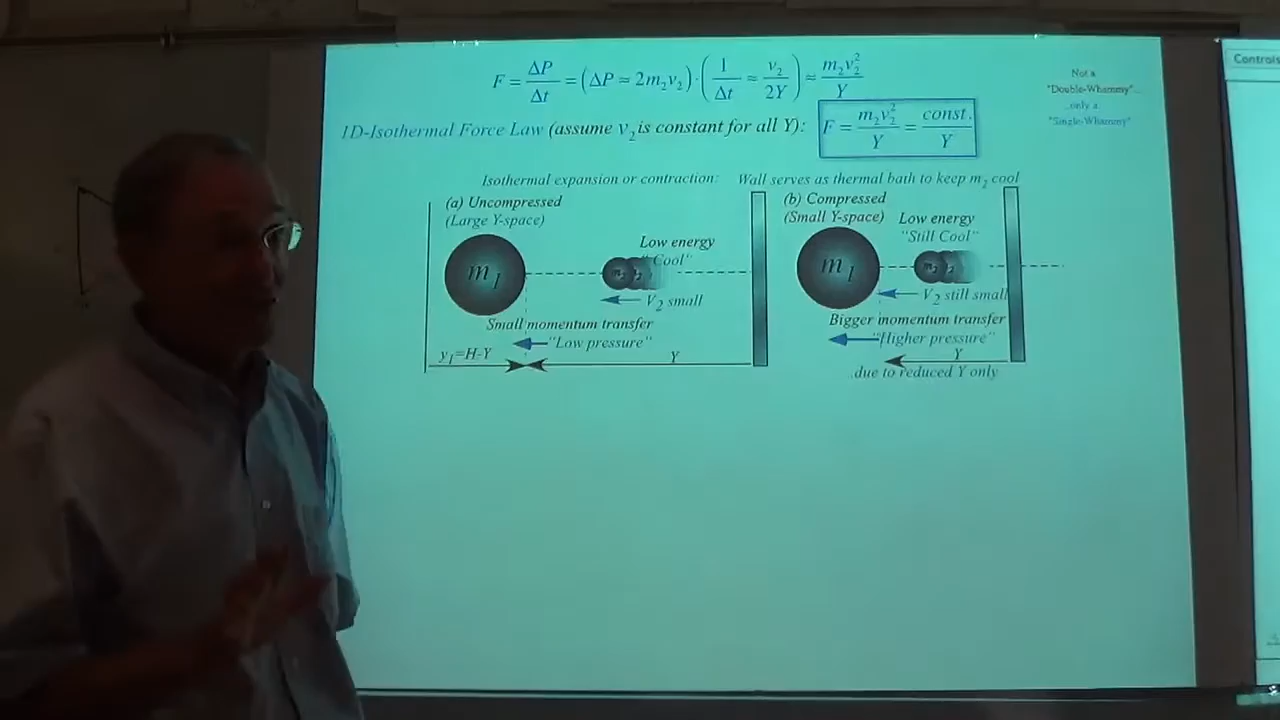 F = ΔP/Δt = (ΔP ≈ 2m₂v₂)·(1/Δt ≈ v₂/2Y) ≈ m₂v₂²/Y
1D-Isothermal Force Law (assume v₂ is constant for all Y): F = m₂v₂²/Y = const./Y
Not a
"Double-Whammy"...
..only a
"Single-Whammy"
Controls
Isothermal expansion or contraction: Wall serves as thermal bath to keep m₂ cool
(a) Uncompressed
(Large Y-space)
m₁
m₂
Low energy
"Cool"
V₂ small
Small momentum transfer
"Low pressure"
y₁=H-Y
Y
(b) Compressed
(Small Y-space)
m₁
m₂
Low energy
"Still Cool"
V₂ still small
Bigger momentum transfer
"Higher pressure"
Y
..due to reduced Y only